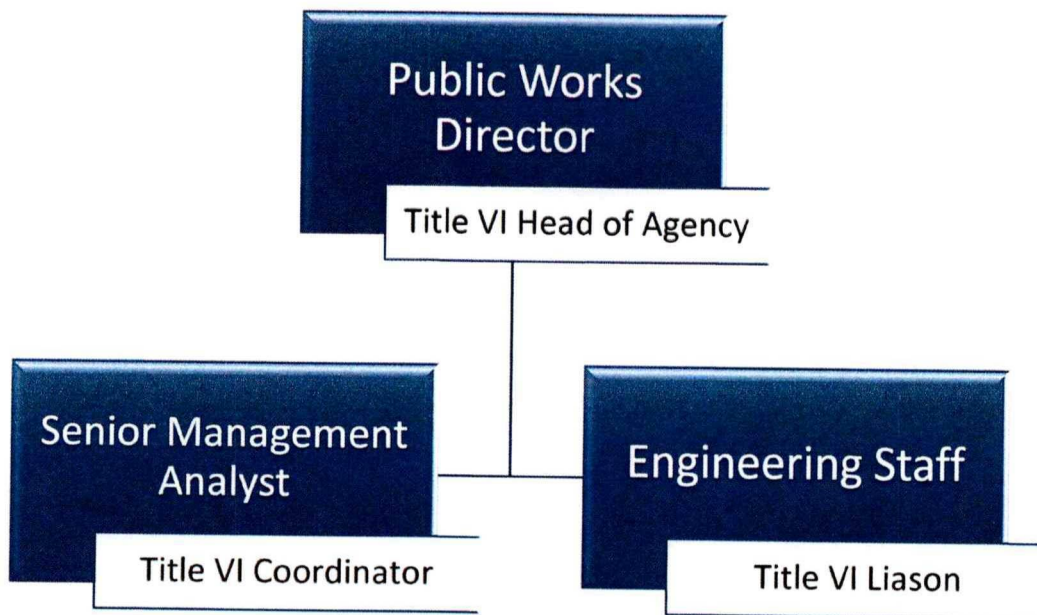 Public Works
Director
Title VI Head of Agency
Senior Management
Analyst
Title VI Coordinator
Engineering Staff
Title VI Liason